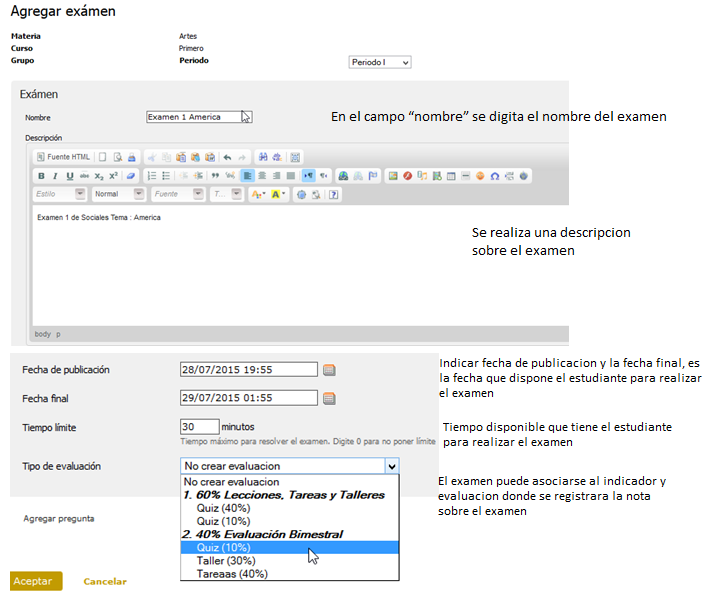 Agregar exámen
Materia Artes
Curso Primero
Grupo Periodo Periodo I
Exámen
Nombre Examen 1 America
En el campo “nombre” se digita el nombre del examen
Descripción
Fuente HTML
B I U abc X₂ X²
Estilo Normal Fuente T... A A
Examen 1 de Sociales Tema : America
Se realiza una descripcion
sobre el examen
body p
Fecha de publicación 28/07/2015 19:55
Indicar fecha de publicacion y la fecha final, es
la fecha que dispone el estudiante para realizar
el examen
Fecha final 29/07/2015 01:55
Tiempo límite 30 minutos
Tiempo máximo para resolver el examen. Digite 0 para no poner límite
Tiempo disponible que tiene el estudiante
para realizar el examen
Tipo de evaluación No crear evaluacion
No crear evaluacion
1. 60% Lecciones, Tareas y Talleres
Quiz (40%)
Quiz (10%)
2. 40% Evaluación Bimestral
Quiz (10%)
Taller (30%)
Tareaas (40%)
El examen puede asociarse al indicador y
evaluacion donde se registrara la nota
sobre el examen
Agregar pregunta
Aceptar Cancelar